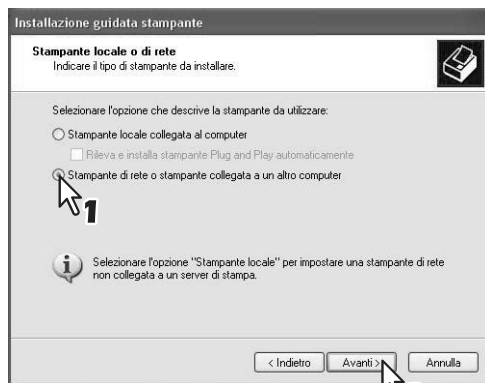 Installazione guidata stampante
Stampante locale o di rete
Indicare il tipo di stampante da installare.
Selezionare l'opzione che descrive la stampante da utilizzare:
Stampante locale collegata al computer
Rileva e installa stampante Plug and Play automaticamente
Stampante di rete o stampante collegata a un altro computer
1
Selezionare l'opzione "Stampante locale" per impostare una stampante di rete
non collegata a un server di stampa.
< Indietro Avanti > Annulla